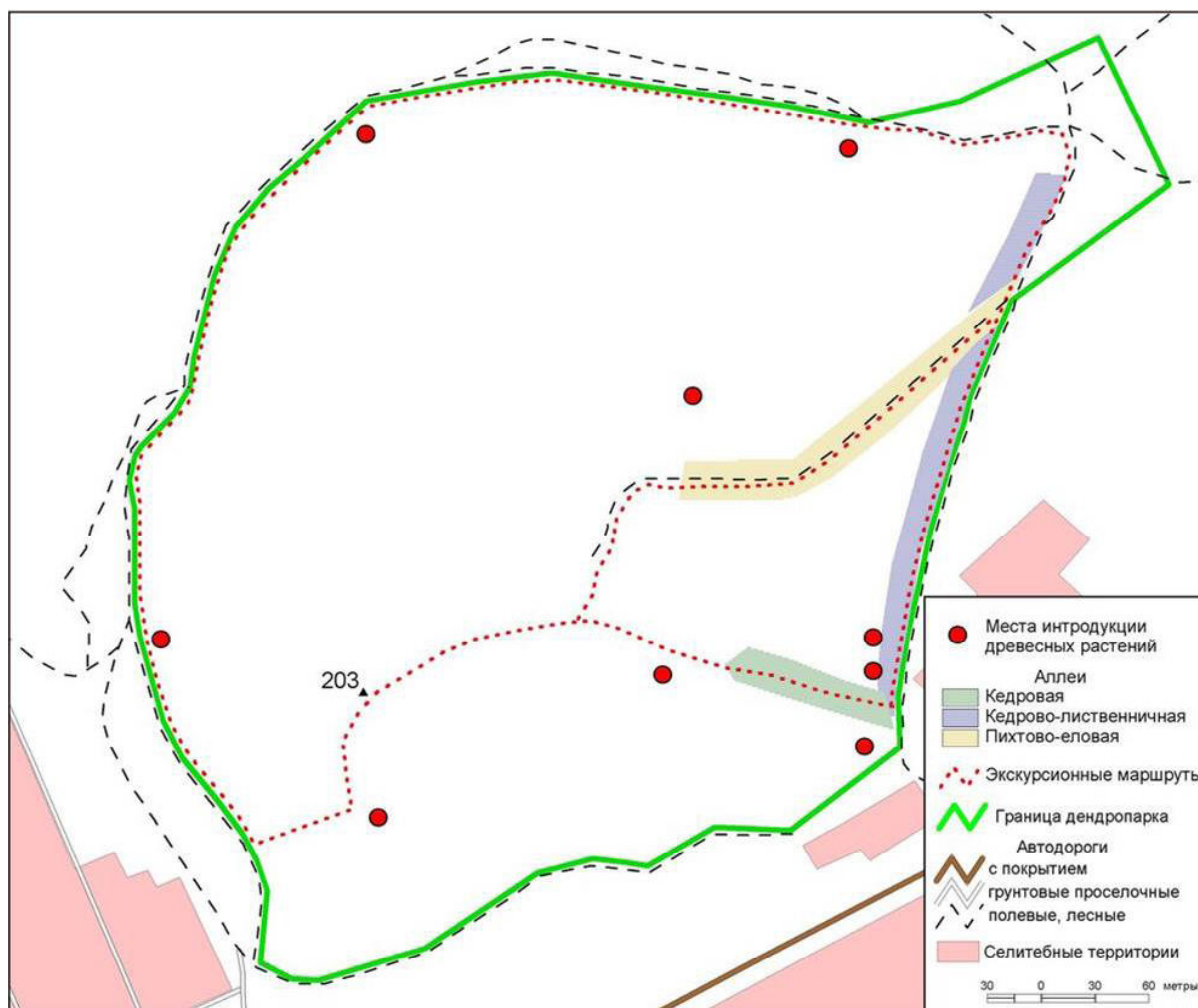 203
Места интродукции
древесных растений
Аллеи
Кедровая
Кедрово-лиственничная
Пихтово-еловая
Экскурсионные маршруты
Граница дендропарка
Автодороги
с покрытием
грунтовые проселочные
полевые, лесные
Селитебные территории
30 0 30 60 метры